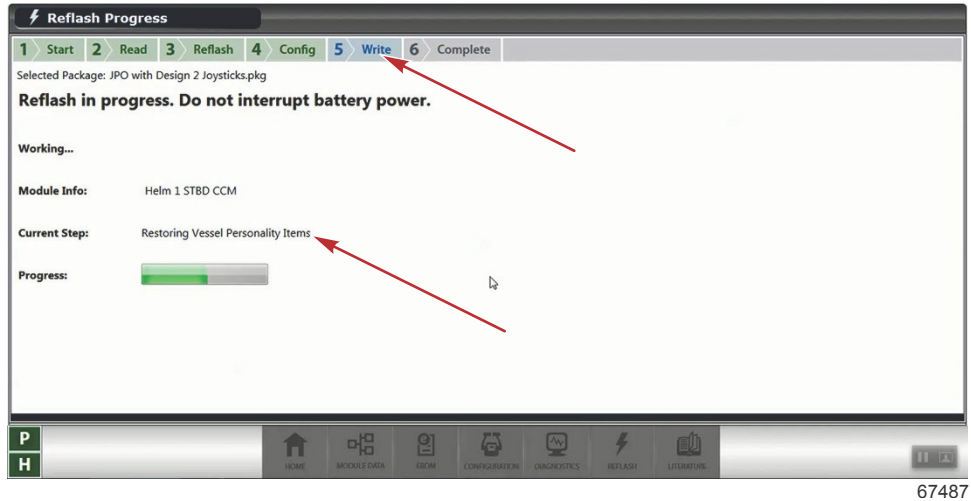 Reflash Progress
1 Start 2 Read 3 Reflash 4 Config 5 Write 6 Complete
Selected Package: JPO with Design 2 Joysticks.pkg
Reflash in progress. Do not interrupt battery power.
Working...
Module Info: Helm 1 STBD CCM
Current Step: Restoring Vessel Personality Items
Progress:
P
H
HOME MODULE DATA EBDM CONFIGURATION DIAGNOSTICS REFLASH LITERATURE
67487